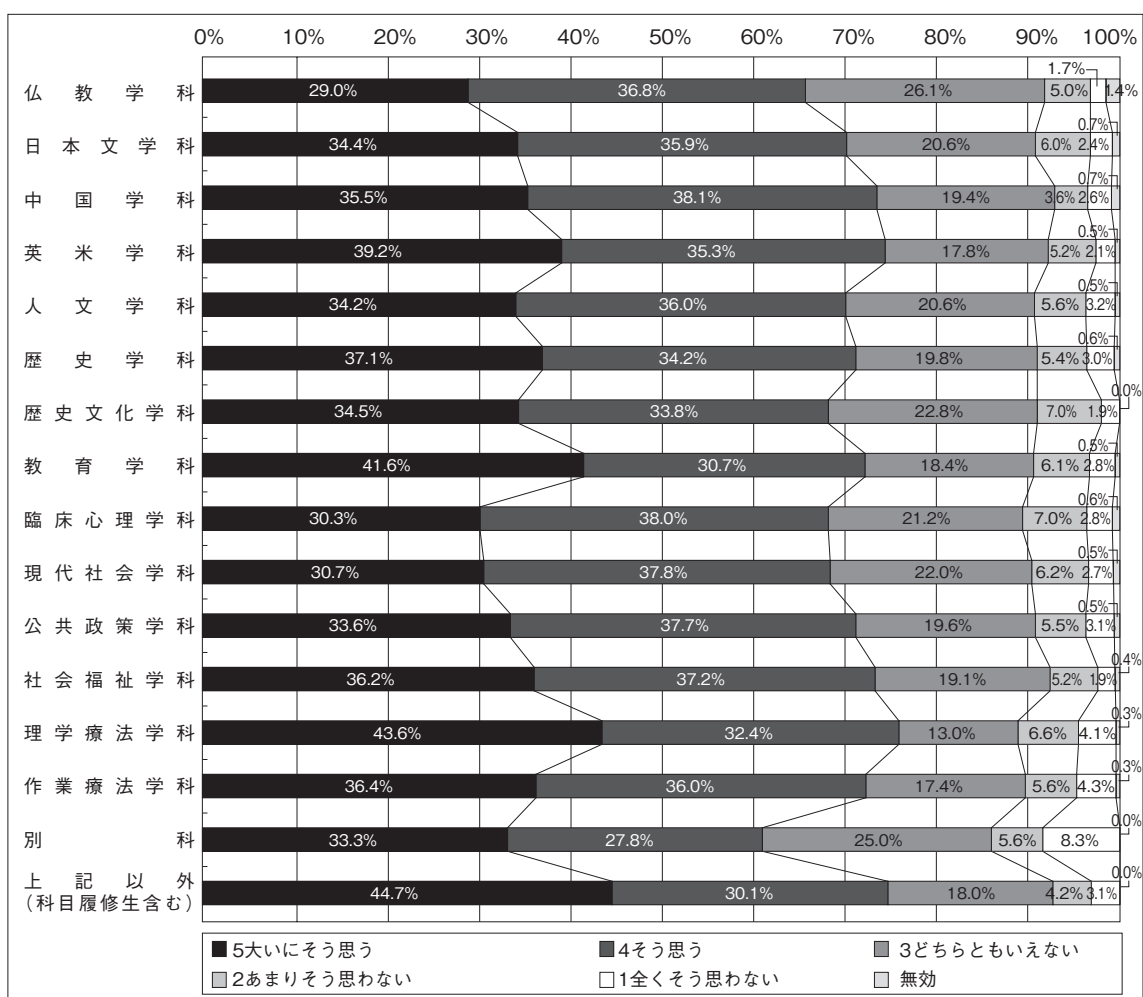 0% 10% 20% 30% 40% 50% 60% 70% 80% 90% 100%
仏教学科 29.0% 36.8% 26.1% 5.0% 1.7% 1.4%
日本文学科 34.4% 35.9% 20.6% 6.0% 2.4% 0.7%
中国学科 35.5% 38.1% 19.4% 3.6% 2.6% 0.7%
英米学科 39.2% 35.3% 17.8% 5.2% 2.1% 0.5%
人文学科 34.2% 36.0% 20.6% 5.6% 3.2% 0.5%
歴史学科 37.1% 34.2% 19.8% 5.4% 3.0% 0.6%
歴史文化学科 34.5% 33.8% 22.8% 7.0% 1.9% 0.0%
教育学科 41.6% 30.7% 18.4% 6.1% 2.8% 0.5%
臨床心理学科 30.3% 38.0% 21.2% 7.0% 2.8% 0.6%
現代社会学科 30.7% 37.8% 22.0% 6.2% 2.7% 0.5%
公共政策学科 33.6% 37.7% 19.6% 5.5% 3.1% 0.5%
社会福祉学科 36.2% 37.2% 19.1% 5.2% 1.9% 0.4%
理学療法学科 43.6% 32.4% 13.0% 6.6% 4.1% 0.3%
作業療法学科 36.4% 36.0% 17.4% 5.6% 4.3% 0.3%
別科 33.3% 27.8% 25.0% 5.6% 8.3% 0.0%
上記以外
(科目履修生含む) 44.7% 30.1% 18.0% 4.2% 3.1% 0.0%
5大いにそう思う 4そう思う 3どちらともいえない
2あまりそう思わない 1全くそう思わない 無効